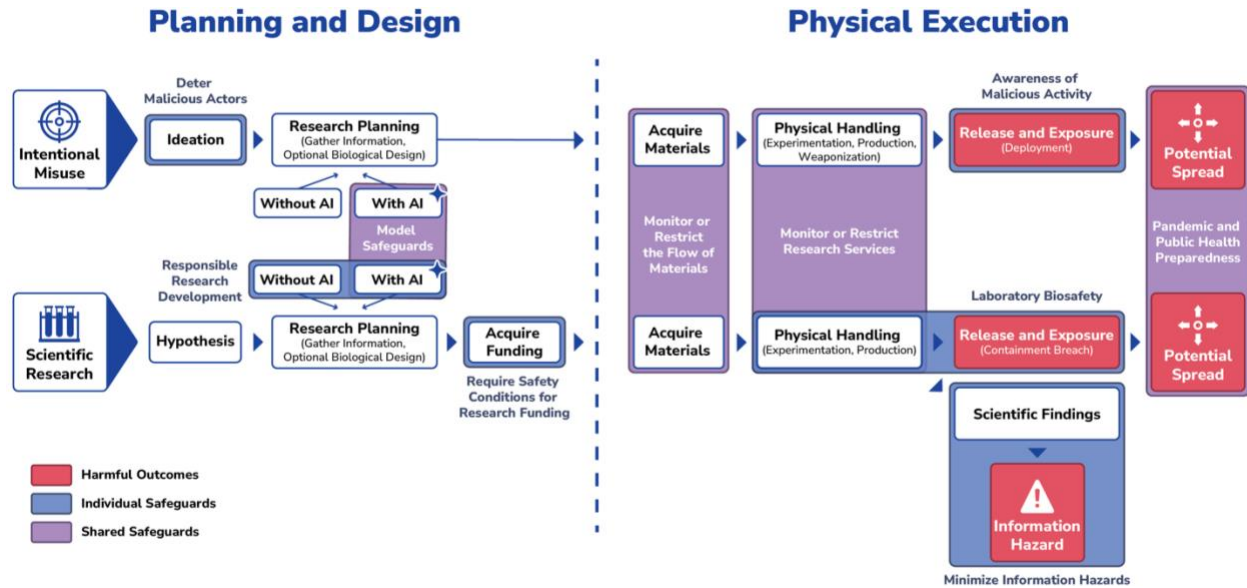 Planning and Design
Physical Execution
Deter
Malicious Actors
Intentional
Misuse
Ideation
Research Planning
(Gather Information,
Optional Biological Design)
Without AI
With AI
Model
Safeguards
Responsible
Research
Development
Without AI
With AI
Scientific
Research
Hypothesis
Research Planning
(Gather Information,
Optional Biological Design)
Acquire
Funding
Require Safety
Conditions for
Research Funding
Acquire
Materials
Monitor or
Restrict
the Flow of
Materials
Acquire
Materials
Physical Handling
(Experimentation, Production,
Weaponization)
Monitor or Restrict
Research Services
Physical Handling
(Experimentation, Production)
Awareness of
Malicious Activity
Release and Exposure
(Deployment)
Potential
Spread
Pandemic and
Public Health
Preparedness
Laboratory Biosafety
Release and Exposure
(Containment Breach)
Potential
Spread
Scientific Findings
Information
Hazard
Minimize Information Hazards
Harmful Outcomes
Individual Safeguards
Shared Safeguards